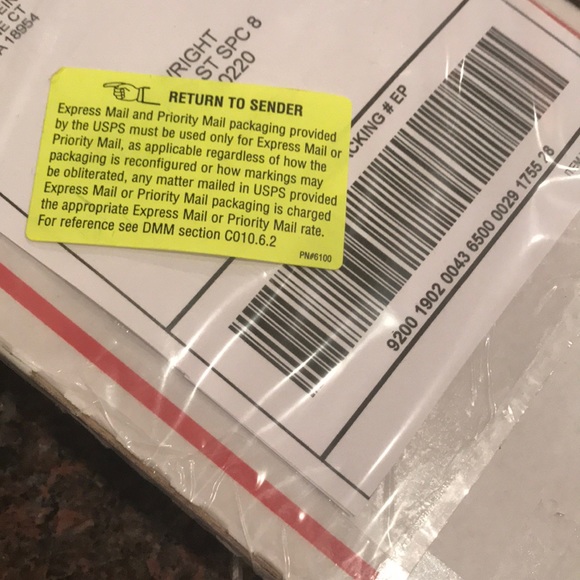 E CT
A 18954
RIGHT
ST SPC 8
0220
RETURN TO SENDER
Express Mail and Priority Mail packaging provided
by the USPS must be used only for Express Mail or
Priority Mail, as applicable regardless of how the
packaging is reconfigured or how markings may
be obliterated, any matter mailed in USPS provided
Express Mail or Priority Mail packaging is charged
the appropriate Express Mail or Priority Mail rate.
For reference see DMM section C010.6.2
PN#6100
CKING # EP
9200 1902 0043 6500 0029 1755 28